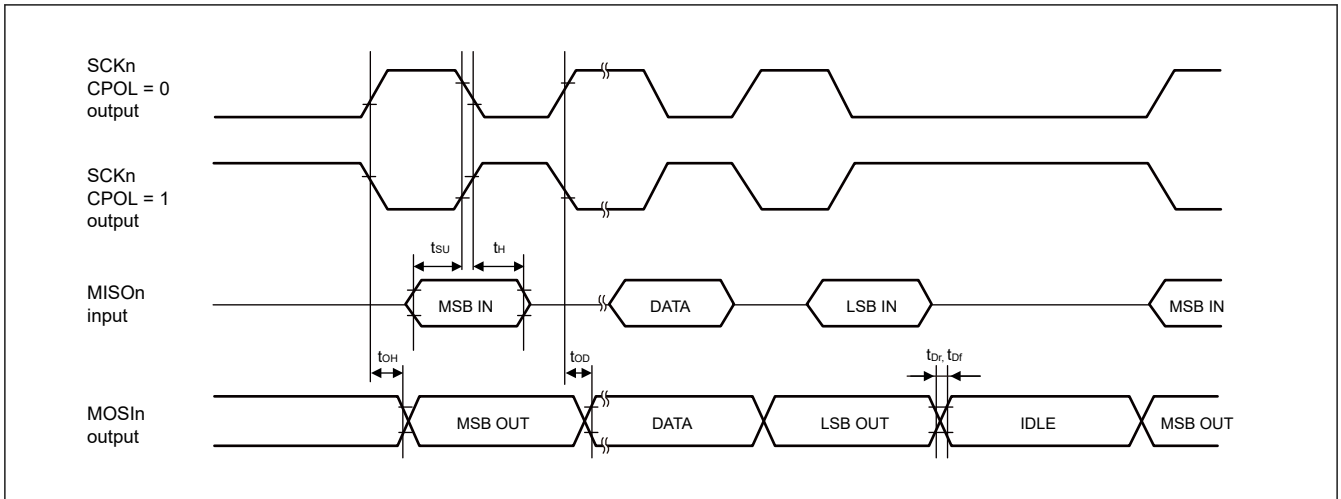 SCKn
CPOL = 0
output
SCKn
CPOL = 1
output
tSU
tH
MISOn
input
MSB IN
DATA
LSB IN
MSB IN
tOH
tOD
tDr, tDf
MOSIn
output
MSB OUT
DATA
LSB OUT
IDLE
MSB OUT